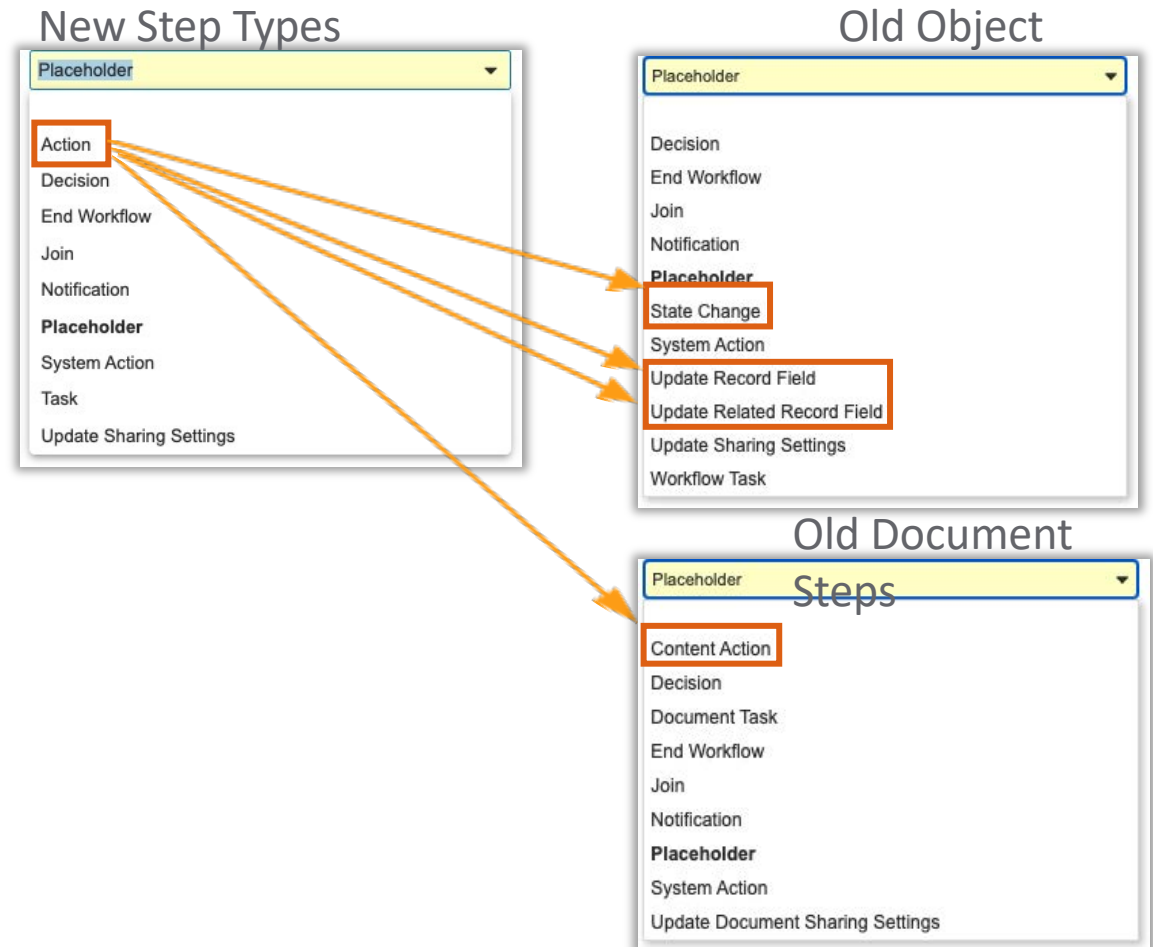 New Step Types
Placeholder
Action
Decision
End Workflow
Join
Notification
Placeholder
System Action
Task
Update Sharing Settings
Old Object
Placeholder
Decision
End Workflow
Join
Notification
Placeholder
State Change
System Action
Update Record Field
Update Related Record Field
Update Sharing Settings
Workflow Task
Old Document
Steps
Placeholder
Content Action
Decision
Document Task
End Workflow
Join
Notification
Placeholder
System Action
Update Document Sharing Settings